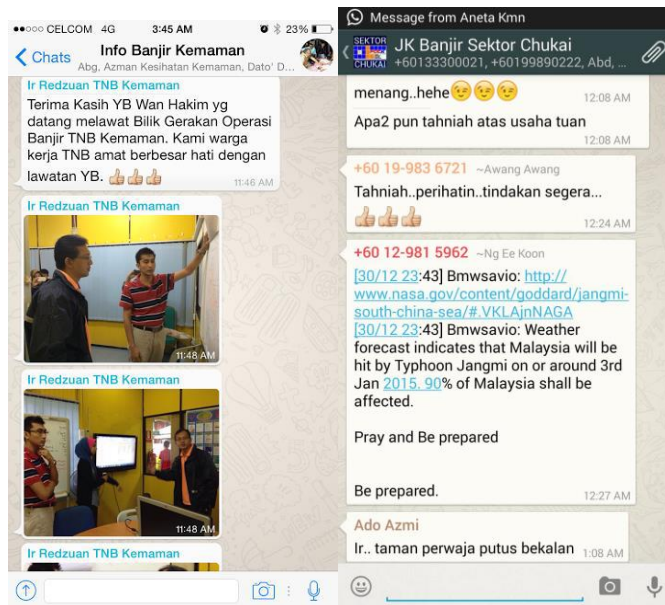 CELCOM 4G 3:45 AM 23%
Chats Info Banjir Kemaman
Abg, Azman Kesihatan Kemaman, Dato' D...
Ir Redzuan TNB Kemaman
Terima Kasih YB Wan Hakim yg
datang melawat Bilik Gerakan Operasi
Banjir TNB Kemaman. Kami warga
kerja TNB amat berbesar hati dengan
lawatan YB. 👍👍👍
11:46 AM
Ir Redzuan TNB Kemaman
11:48 AM
Ir Redzuan TNB Kemaman
11:48 AM
Ir Redzuan TNB Kemaman
Message from Aneta Kmn
SEKTOR
CHUKAI
JK Banjir Sektor Chukai
+60133300021, +60199890222, Abd, ...
menang..hehe😉😉😉
12:08 AM
Apa2 pun tahniah atas usaha tuan
12:08 AM
+60 19-983 6721 ~Awang Awang
Tahniah..perihatin..tindakan segera...
👍👍👍
12:24 AM
+60 12-981 5962 ~Ng Ee Koon
[30/12 23:43] Bmwsavio: http://
www.nasa.gov/content/goddard/jangmi-
south-china-sea/#.VKLAjnNAGA
[30/12 23:43] Bmwsavio: Weather
forecast indicates that Malaysia will be
hit by Typhoon Jangmi on or around 3rd
Jan 2015. 90% of Malaysia shall be
affected.
Pray and Be prepared
Be prepared.
12:27 AM
Ado Azmi
Ir.. taman perwaja putus bekalan
1:08 AM